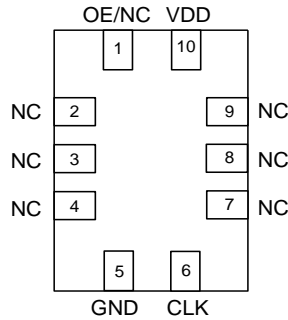 OE/NC VDD
1 10
NC 2 9 NC
NC 3 8 NC
NC 4 7 NC
5 6
GND CLK